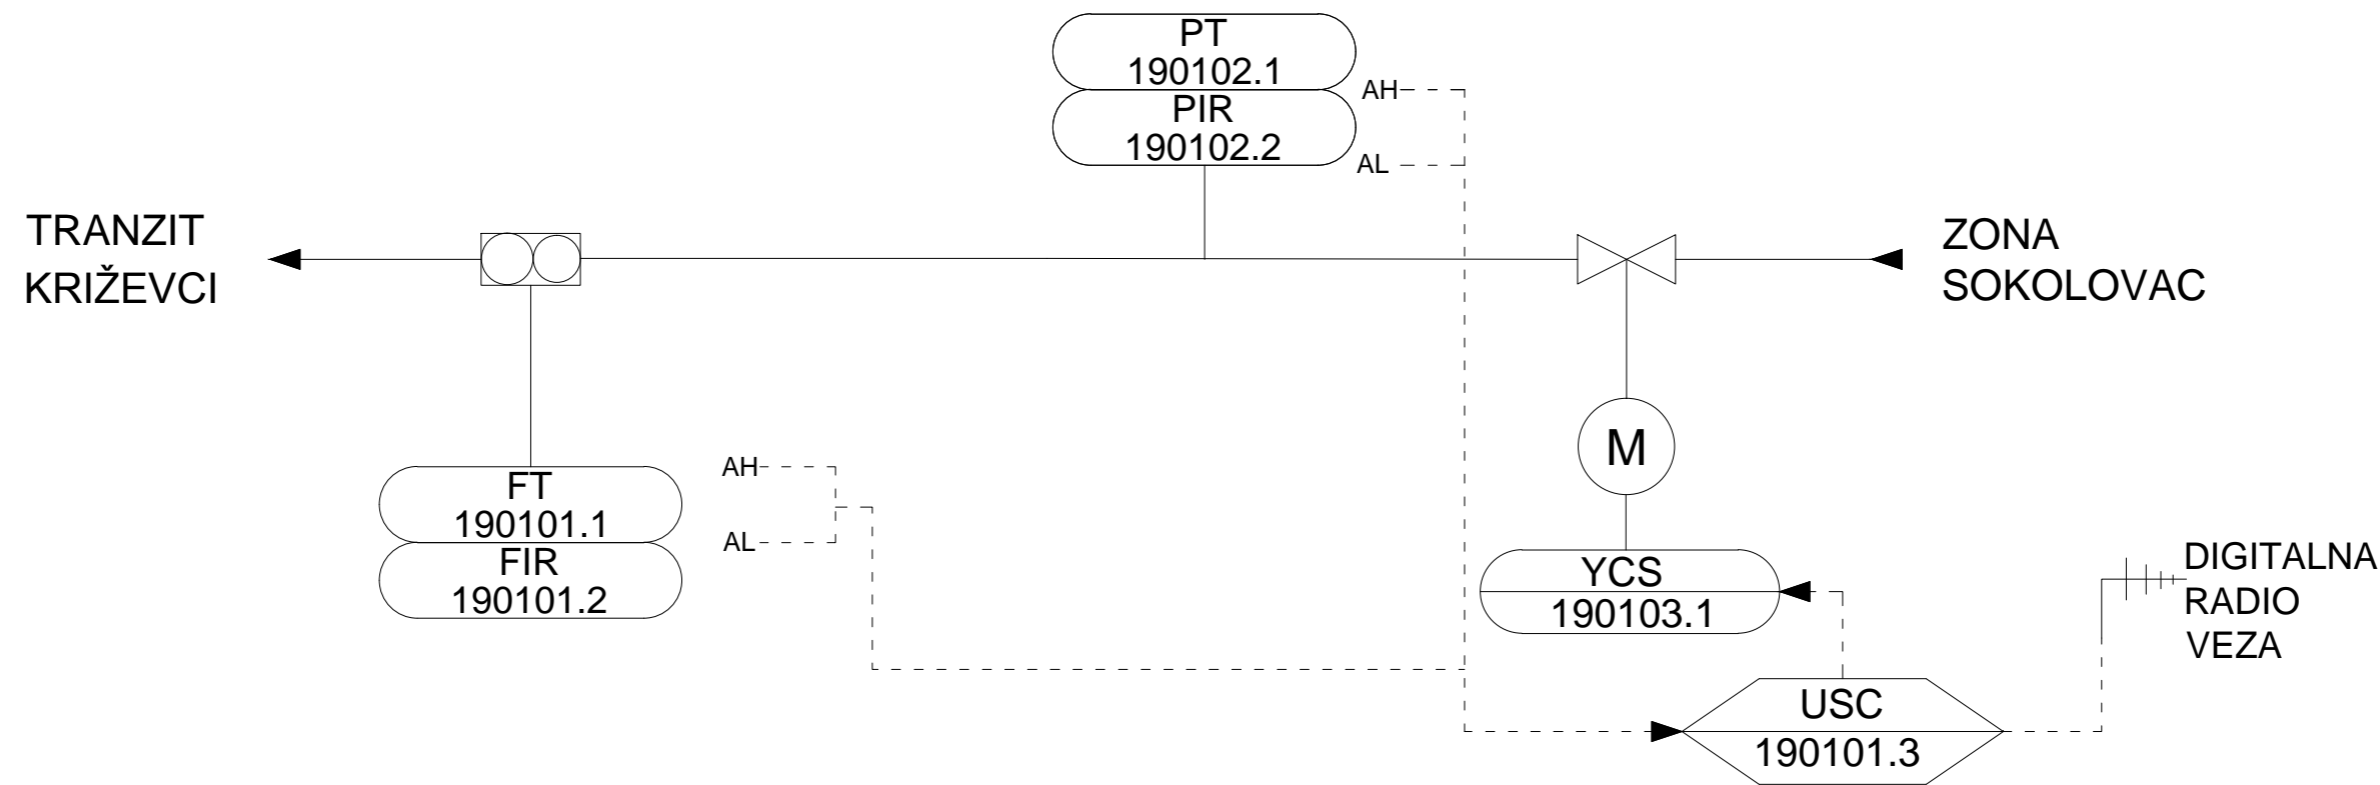 PT
190102.1
AH
PIR
190102.2
AL
TRANZIT
KRIŽEVCI
ZONA
SOKOLOVAC
M
AH
FT
190101.1
AL
FIR
190101.2
YCS
190103.1
DIGITALNA
RADIO
VEZA
USC
190101.3